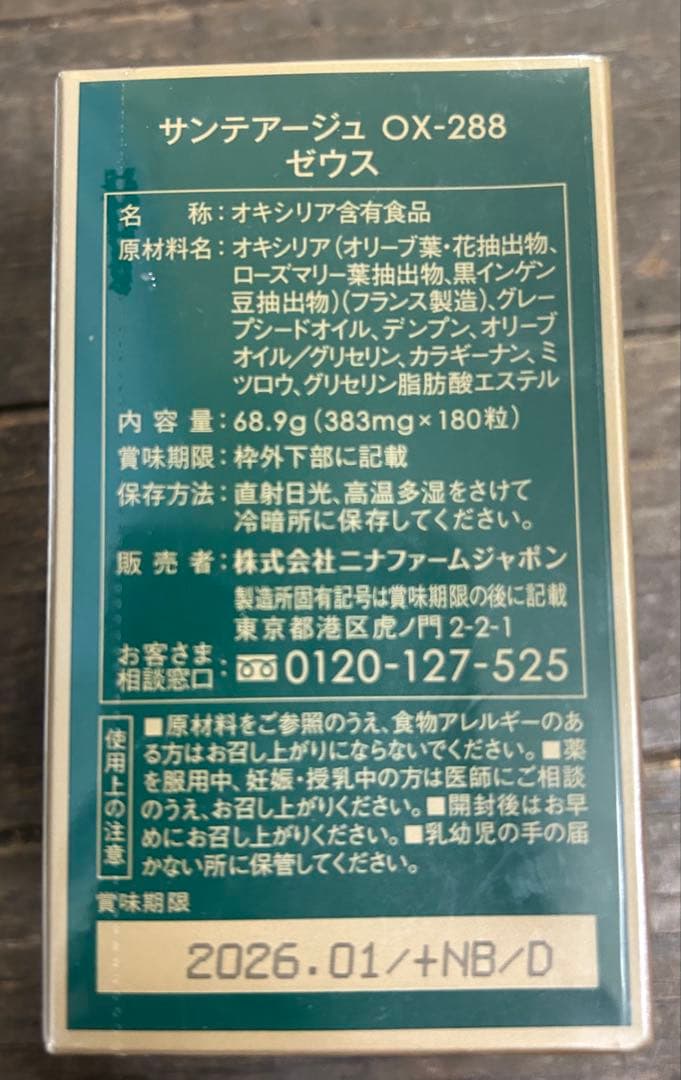 サンテアージュ OX-288
ゼウス
名 称:オキシリア含有食品
原材料名:オキシリア(オリーブ葉・花抽出物、
ローズマリー葉抽出物、黒インゲン
豆抽出物)(フランス製造)、グレー
プシードオイル、デンプン、オリーブ
オイル/グリセリン、カラギーナン、ミ
ツロウ、グリセリン脂肪酸エステル
内容量:68.9g(383mg×180粒)
賞味期限:枠外下部に記載
保存方法:直射日光、高温多湿をさけて
冷暗所に保存してください。
販売者:株式会社ニナファームジャポン
製造所固有記号は賞味期限の後に記載
東京都港区虎ノ門2-2-1
お客さま
相談窓口:0120-127-525
使用上の注意
■原材料をご参照のうえ、食物アレルギーのあ
る方はお召し上がりにならないでください。■薬
を服用中、妊娠・授乳中の方は医師にご相談
のうえ、お召し上がりください。■開封後はお早
めにお召し上がりください。■乳幼児の手の届
かない所に保管してください。
賞味期限
2026.01/+NB/D